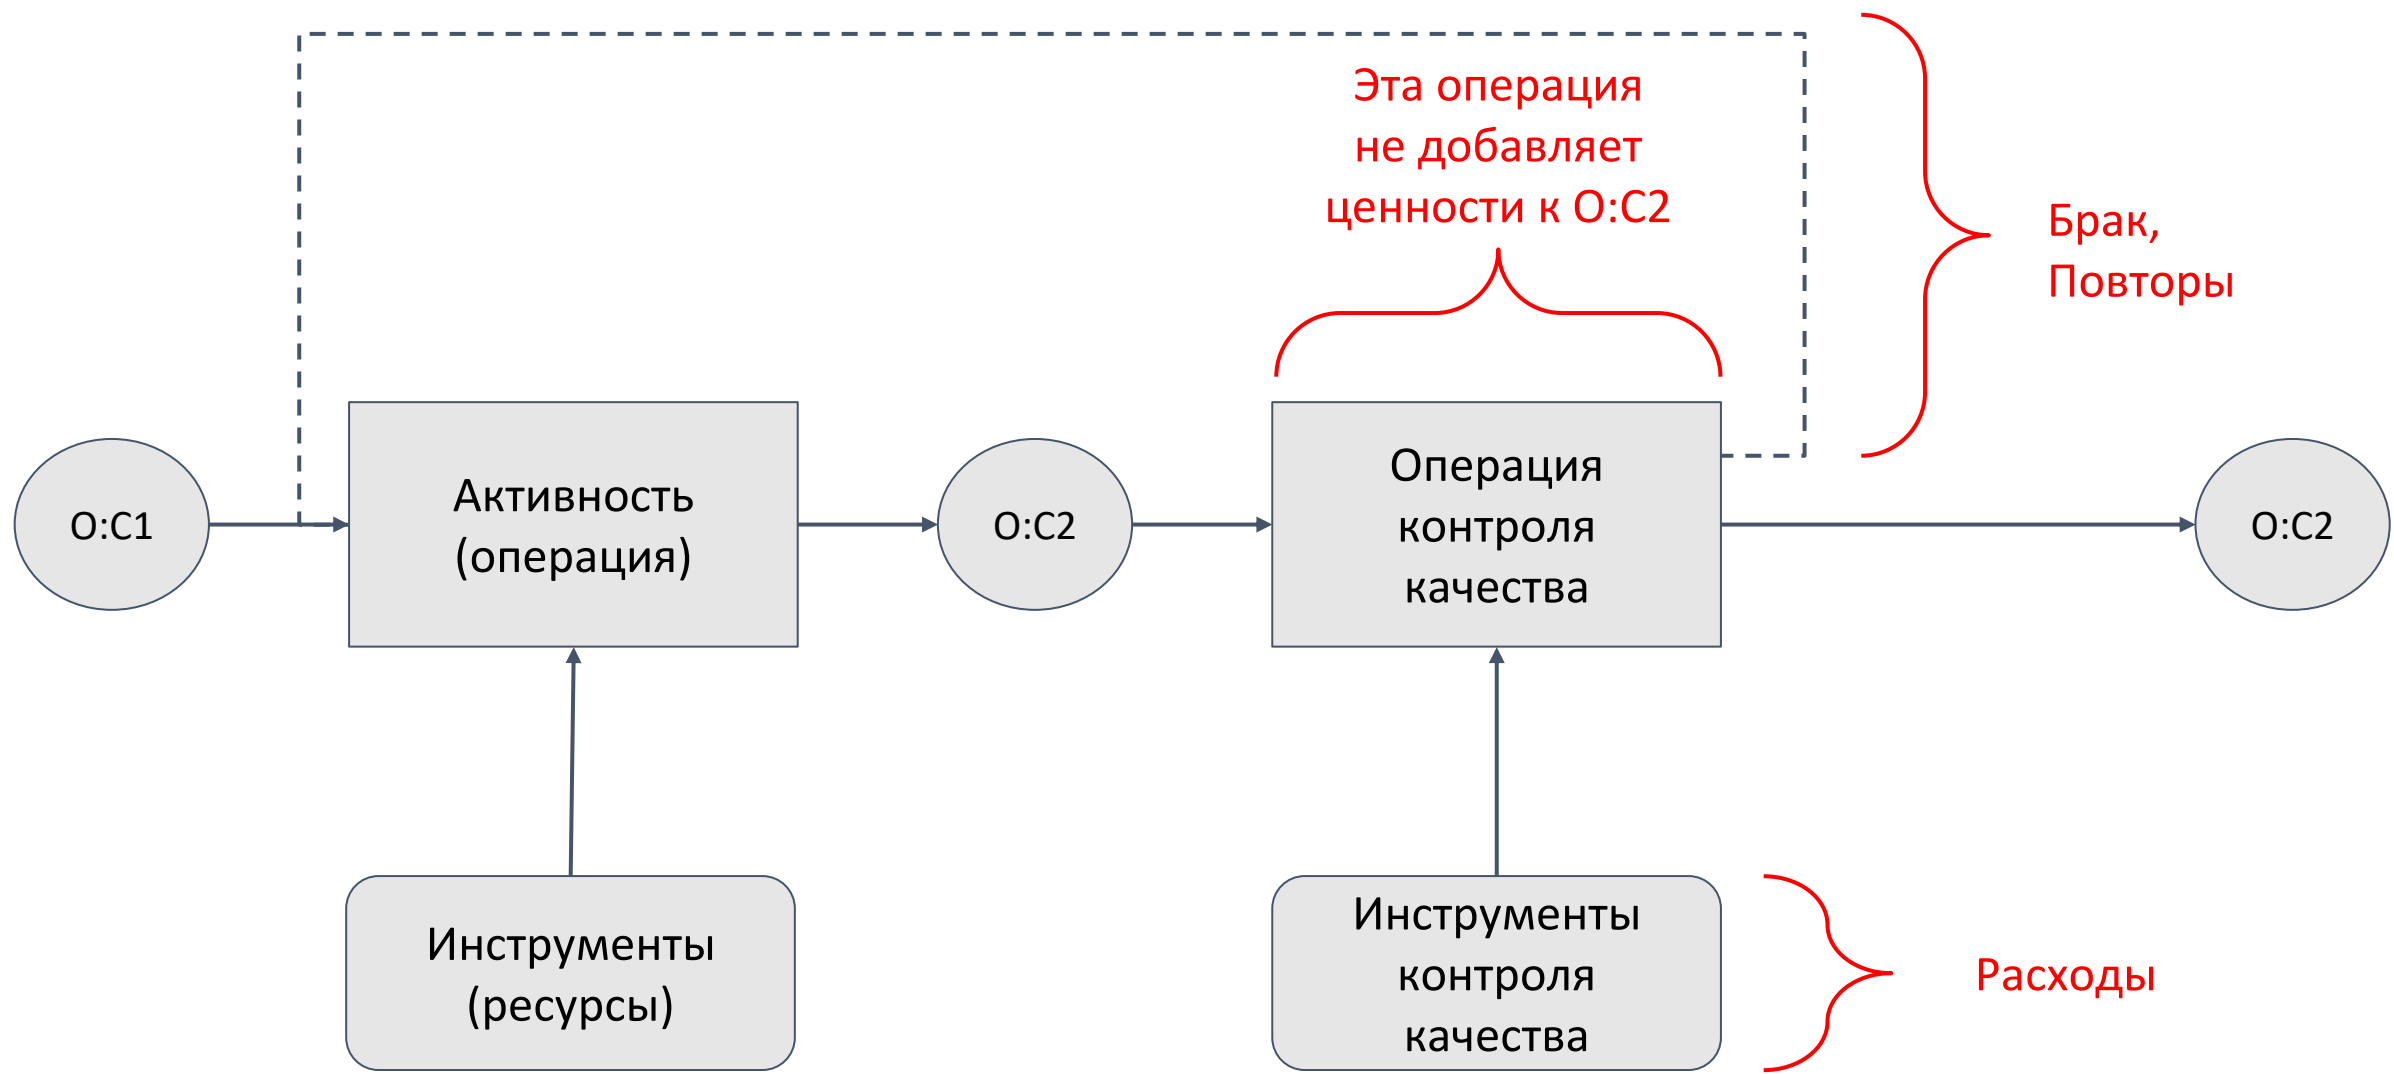 Эта операция
не добавляет
ценности к О:С2
Брак,
Повторы
О:С1
Активность
(операция)
О:С2
Операция
контроля
качества
О:С2
Инструменты
(ресурсы)
Инструменты
контроля
качества
Расходы